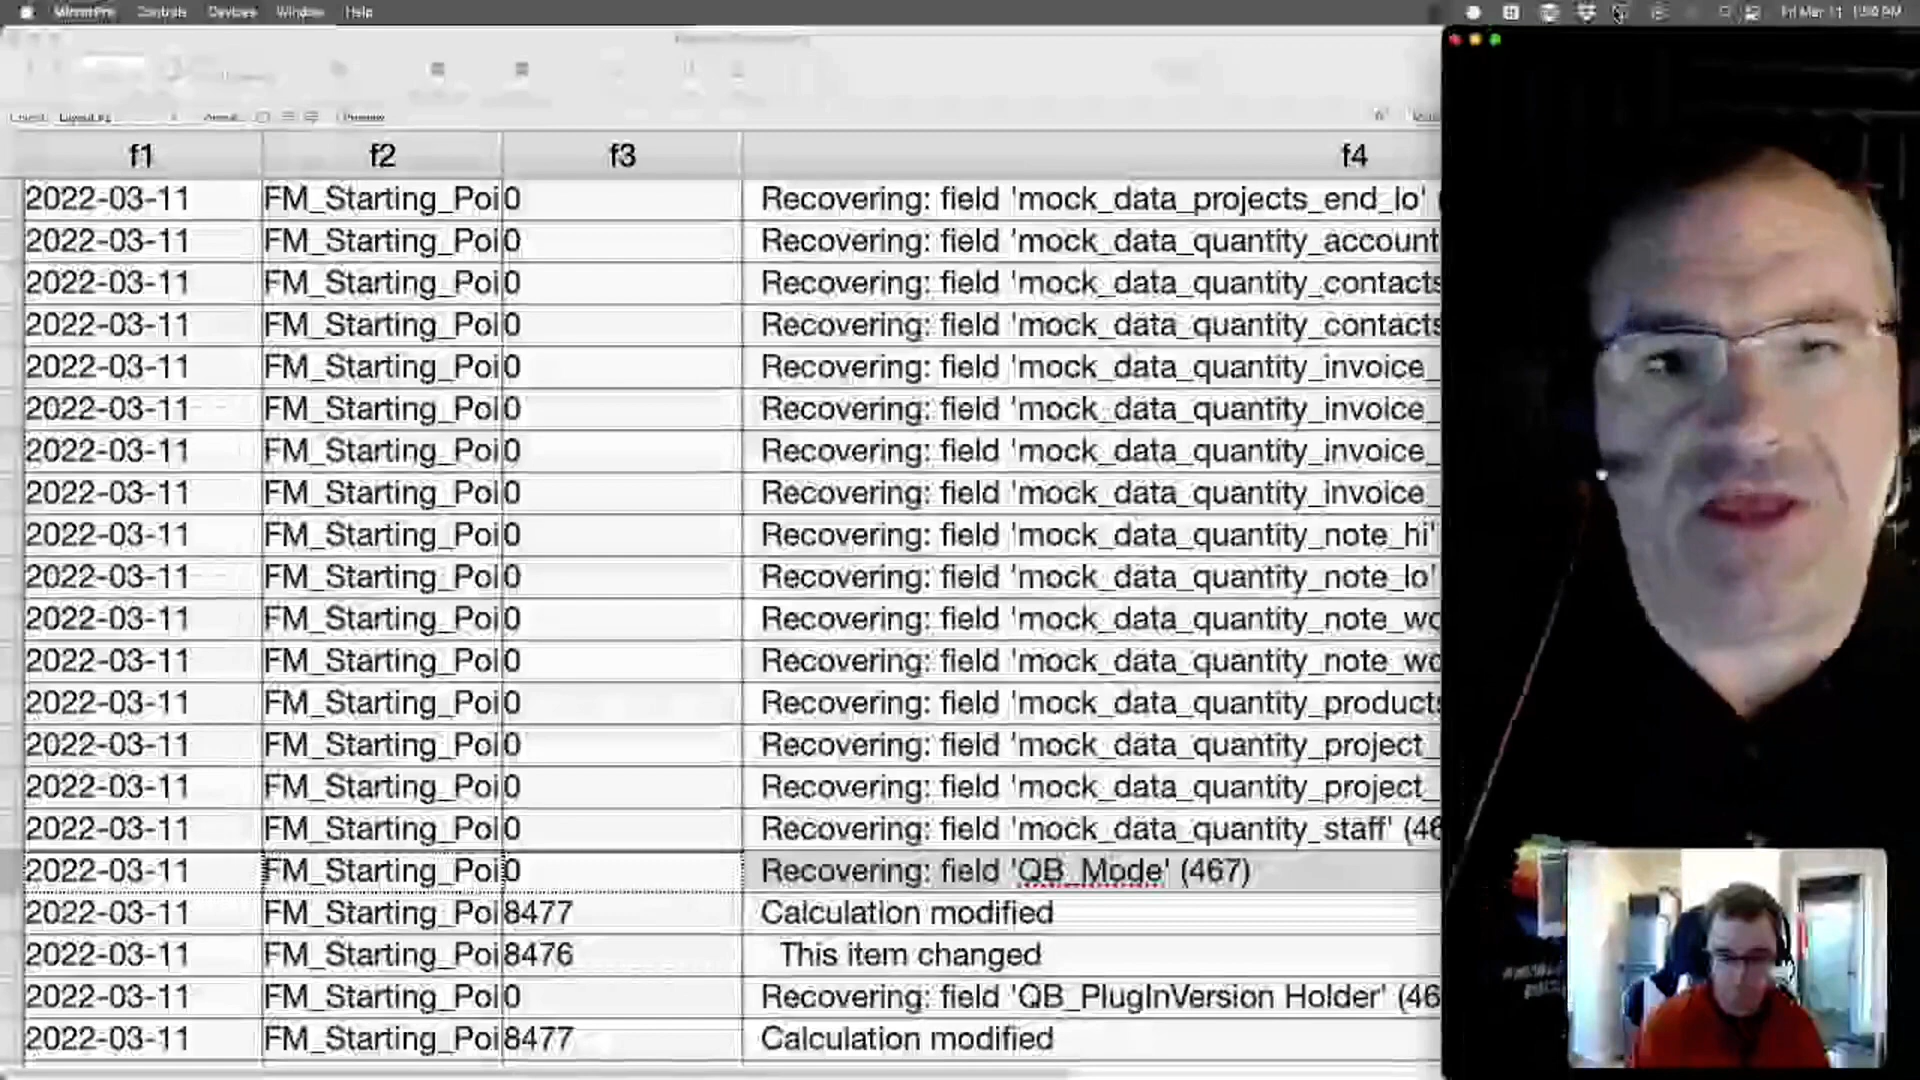 MirrorPro Controls Devices Window Help
Fri Mar 11
Preview
f1 f2 f3 f4
2022-03-11 FM_Starting_Poi 0 Recovering: field 'mock_data_projects_end_lo' (
2022-03-11 FM_Starting_Poi 0 Recovering: field 'mock_data_quantity_account
2022-03-11 FM_Starting_Poi 0 Recovering: field 'mock_data_quantity_contacts
2022-03-11 FM_Starting_Poi 0 Recovering: field 'mock_data_quantity_contacts
2022-03-11 FM_Starting_Poi 0 Recovering: field 'mock_data_quantity_invoice_
2022-03-11 FM_Starting_Poi 0 Recovering: field 'mock_data_quantity_invoice_
2022-03-11 FM_Starting_Poi 0 Recovering: field 'mock_data_quantity_invoice_
2022-03-11 FM_Starting_Poi 0 Recovering: field 'mock_data_quantity_invoice_
2022-03-11 FM_Starting_Poi 0 Recovering: field 'mock_data_quantity_note_hi'
2022-03-11 FM_Starting_Poi 0 Recovering: field 'mock_data_quantity_note_lo'
2022-03-11 FM_Starting_Poi 0 Recovering: field 'mock_data_quantity_note_wo
2022-03-11 FM_Starting_Poi 0 Recovering: field 'mock_data_quantity_note_wo
2022-03-11 FM_Starting_Poi 0 Recovering: field 'mock_data_quantity_products
2022-03-11 FM_Starting_Poi 0 Recovering: field 'mock_data_quantity_project_
2022-03-11 FM_Starting_Poi 0 Recovering: field 'mock_data_quantity_project_
2022-03-11 FM_Starting_Poi 0 Recovering: field 'mock_data_quantity_staff' (46
2022-03-11 FM_Starting_Poi 0 Recovering: field 'QB_Mode' (467)
2022-03-11 FM_Starting_Poi 8477 Calculation modified
2022-03-11 FM_Starting_Poi 8476 This item changed
2022-03-11 FM_Starting_Poi 0 Recovering: field 'QB_PlugInVersion Holder' (46
2022-03-11 FM_Starting_Poi 8477 Calculation modified